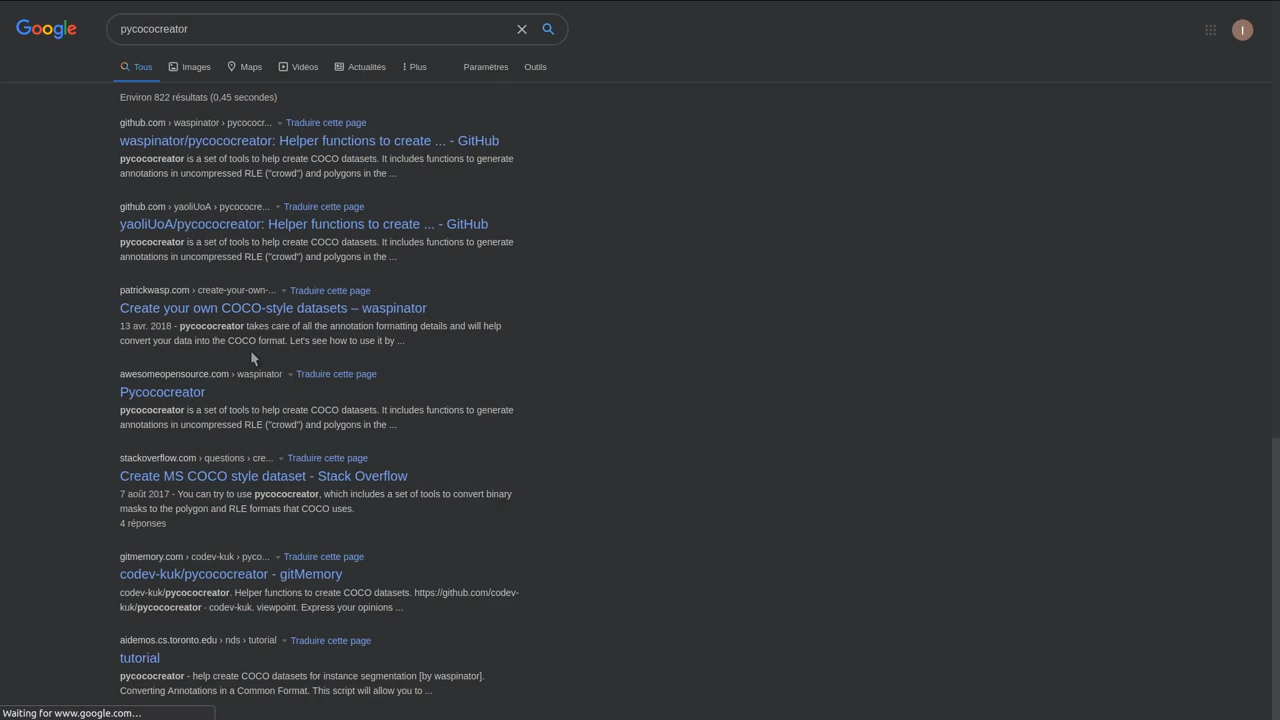 Google
pycococreator
I
Tous
Images
Maps
Vidéos
Actualités
Plus
Paramètres
Outils
Environ 822 résultats (0,45 secondes)
github.com › waspinator › pycococr... Traduire cette page
waspinator/pycococreator: Helper functions to create ... - GitHub
pycococreator is a set of tools to help create COCO datasets. It includes functions to generate
annotations in uncompressed RLE ("crowd") and polygons in the ...
github.com › yaoliUoA › pycococre... Traduire cette page
yaoliUoA/pycococreator: Helper functions to create ... - GitHub
pycococreator is a set of tools to help create COCO datasets. It includes functions to generate
annotations in uncompressed RLE ("crowd") and polygons in the ...
patrickwasp.com › create-your-own-... Traduire cette page
Create your own COCO-style datasets – waspinator
13 avr. 2018 - pycococreator takes care of all the annotation formatting details and will help
convert your data into the COCO format. Let's see how to use it by ...
awesomeopensource.com › waspinator Traduire cette page
Pycococreator
pycococreator is a set of tools to help create COCO datasets. It includes functions to generate
annotations in uncompressed RLE ("crowd") and polygons in the ...
stackoverflow.com › questions › cre... Traduire cette page
Create MS COCO style dataset - Stack Overflow
7 août 2017 - You can try to use pycococreator, which includes a set of tools to convert binary
masks to the polygon and RLE formats that COCO uses.
4 réponses
gitmemory.com › codev-kuk › pyco... Traduire cette page
codev-kuk/pycococreator - gitMemory
codev-kuk/pycococreator. Helper functions to create COCO datasets. https://github.com/codev-
kuk/pycococreator · codev-kuk. viewpoint. Express your opinions ...
aidemos.cs.toronto.edu › nds › tutorial Traduire cette page
tutorial
pycococreator - help create COCO datasets for instance segmentation [by waspinator].
Converting Annotations in a Common Format. This script will allow you to ...
Waiting for www.google.com…